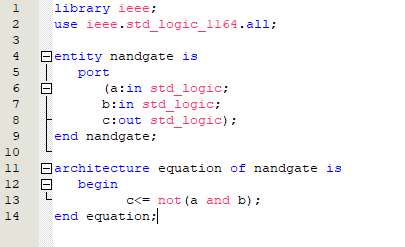 1 library ieee;
2 use ieee.std_logic_1164.all;
3
4 entity nandgate is
5 port
6 (a:in std_logic;
7 b:in std_logic;
8 c:out std_logic);
9 end nandgate;
10
11 architecture equation of nandgate is
12 begin
13 c<= not(a and b);
14 end equation;